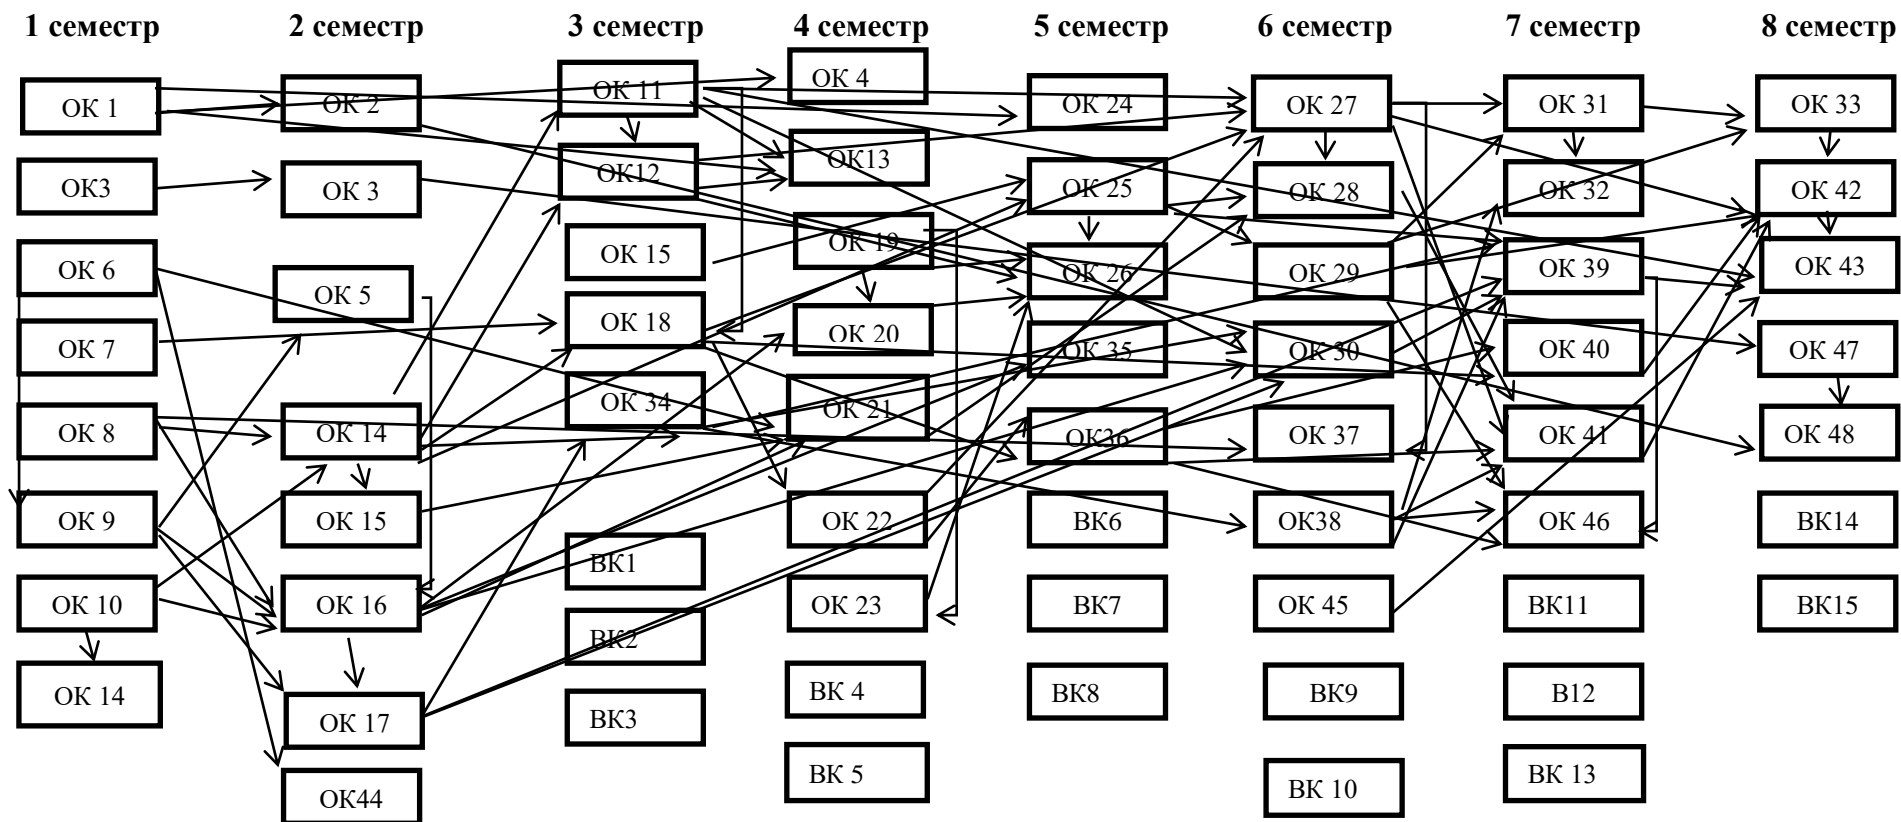 1 семестр
2 семестр
3 семестр
4 семестр
5 семестр
6 семестр
7 семестр
8 семестр
ОК 1
ОК3
ОК 6
ОК 7
ОК 8
ОК 9
ОК 10
ОК 14
ОК 2
ОК 3
ОК 5
ОК 14
ОК 15
ОК 16
ОК 17
ОК44
ОК 11
ОК12
ОК 15
ОК 18
ОК 34
ВК1
ВК2
ВК3
ОК 4
ОК13
ОК 19
ОК 20
ОК 21
ОК 22
ОК 23
ВК 4
ВК 5
ОК 24
ОК 25
ОК 26
ОК 35
ОК36
ВК6
ВК7
ВК8
ОК 27
ОК 28
ОК 29
ОК 30
ОК 37
ОК38
ОК 45
ВК9
ВК 10
ОК 31
ОК 32
ОК 39
ОК 40
ОК 41
ОК 46
ВК11
В12
ВК 13
ОК 33
ОК 42
ОК 43
ОК 47
ОК 48
ВК14
ВК15